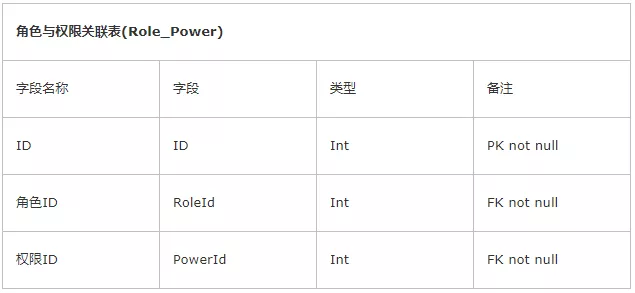 角色与权限关联表(Role_Power)
字段名称 字段 类型 备注
ID ID Int PK not null
角色ID RoleId Int FK not null
权限ID PowerId Int FK not null